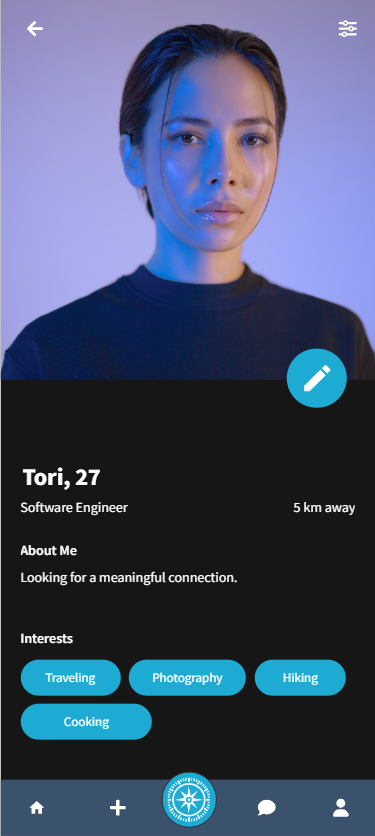 Tori, 27
Software Engineer
5 km away
About Me
Looking for a meaningful connection.
Interests
Traveling
Photography
Hiking
Cooking